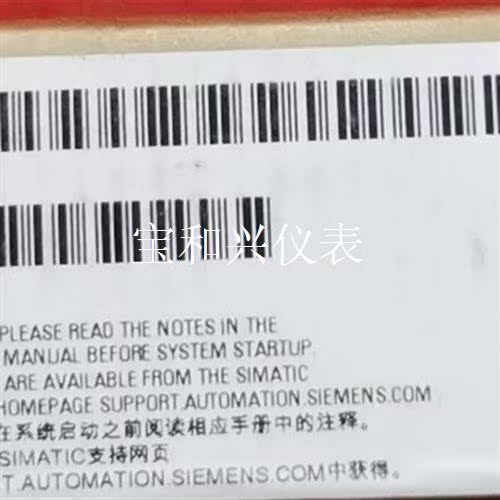 宝和兴仪表
PLEASE READ THE NOTES IN THE
MANUAL BEFORE SYSTEM STARTUP.
ARE AVAILABLE FROM THE SIMATIC
HOMEPAGE SUPPORT.AUTOMATION.SIEMENS.COM
在系统启动之前阅读相应手册中的注释。
SIMATIC支持网页
T.AUTOMATION.SIEMENS.COM中获得。